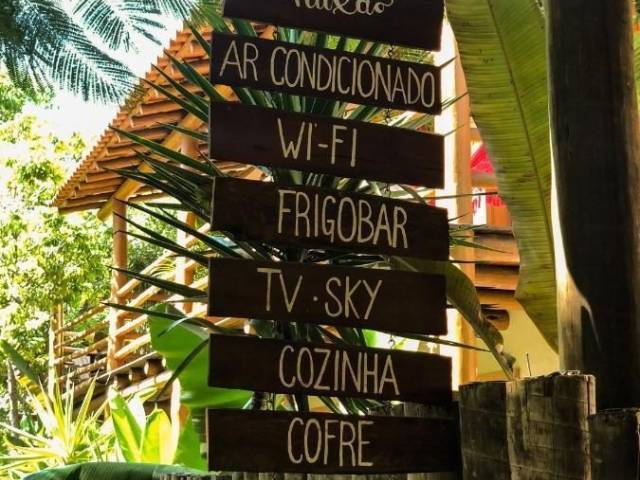 AR CONDICIONADO
WI-FI
FRIGOBAR
TV · SKY
COZINHA
COFRE